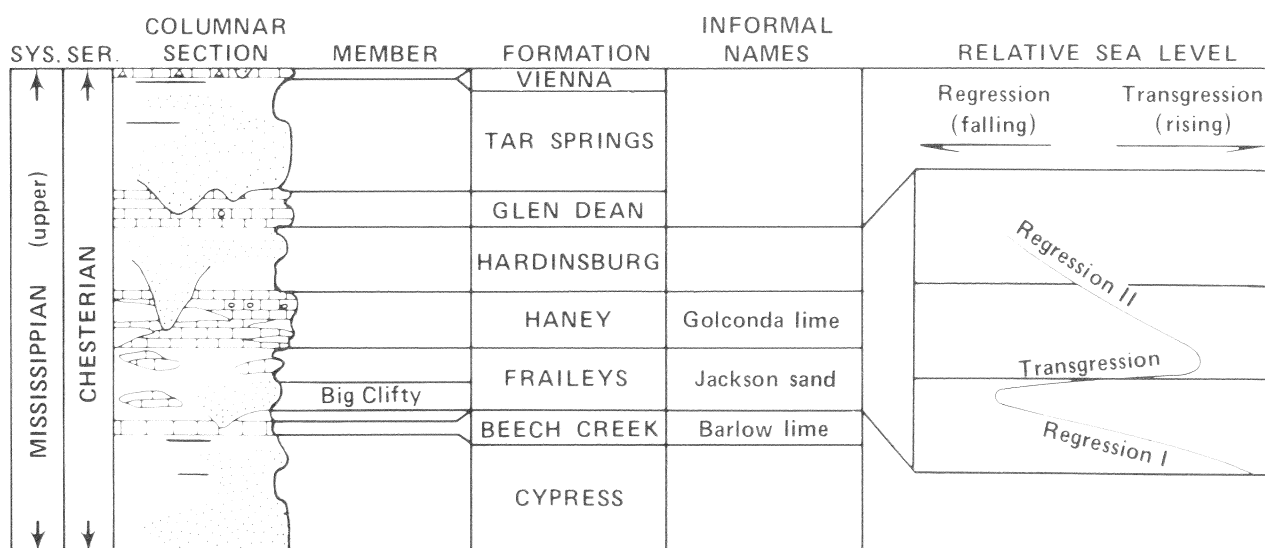 SYS.
SER.
COLUMNAR
SECTION
MEMBER
FORMATION
INFORMAL
NAMES
RELATIVE SEA LEVEL
Regression
(falling)
Transgression
(rising)
MISSISSIPPIAN (upper)
CHESTERIAN
VIENNA
TAR SPRINGS
GLEN DEAN
HARDINSBURG
HANEY
Golconda lime
FRAILEYS
Jackson sand
Big Clifty
BEECH CREEK
Barlow lime
CYPRESS
Regression II
Transgression
Regression I